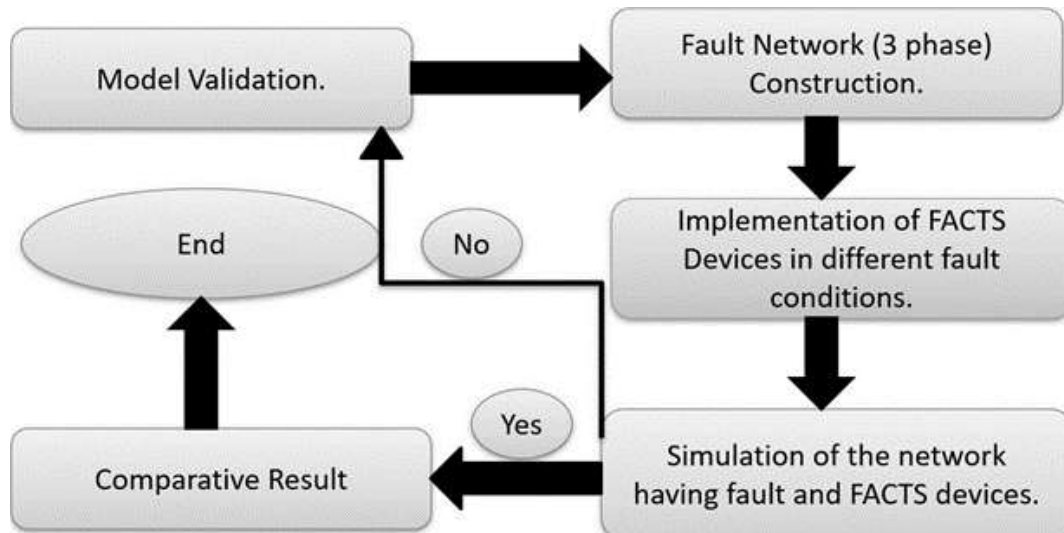 Model Validation.
Fault Network (3 phase)
Construction.
Implementation of FACTS
Devices in different fault
conditions.
End
No
Yes
Simulation of the network
having fault and FACTS devices.
Comparative Result